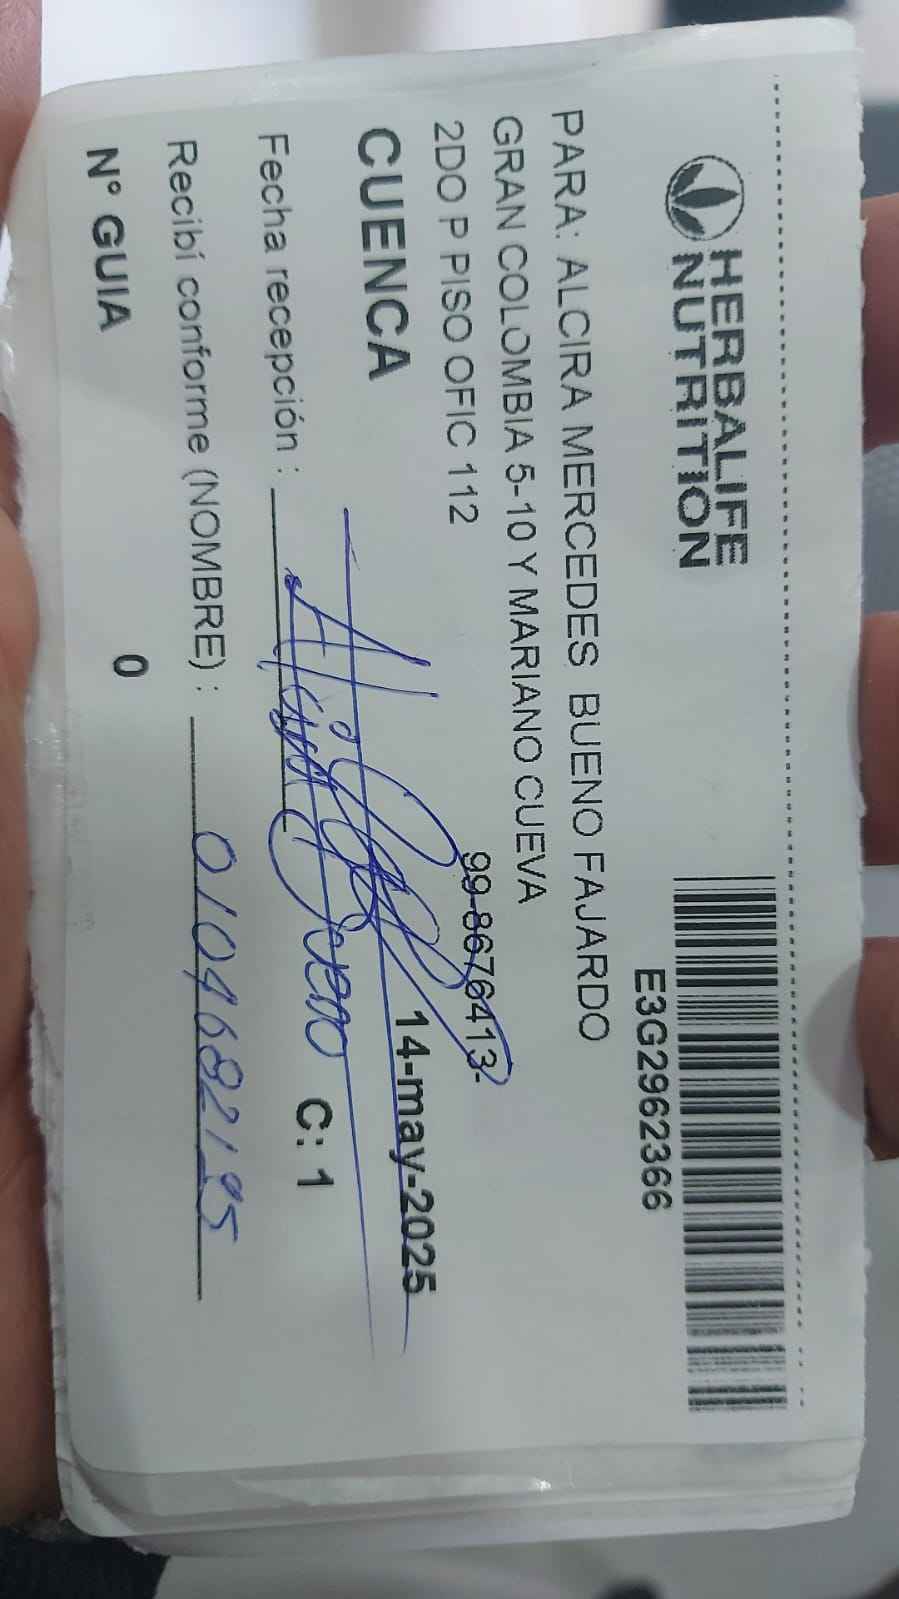 HERBALIFE
NUTRITION
E3G2962366
PARA: ALCIRA MERCEDES BUENO FAJARDO
GRAN COLOMBIA 5-10 Y MARIANO CUEVA
2DO P PISO OFIC 112
99-8676413-
CUENCA
14-may-2025
Fecha recepción :
Bueno
C: 1
Recibí conforme (NOMBRE) :
N° GUIA
0